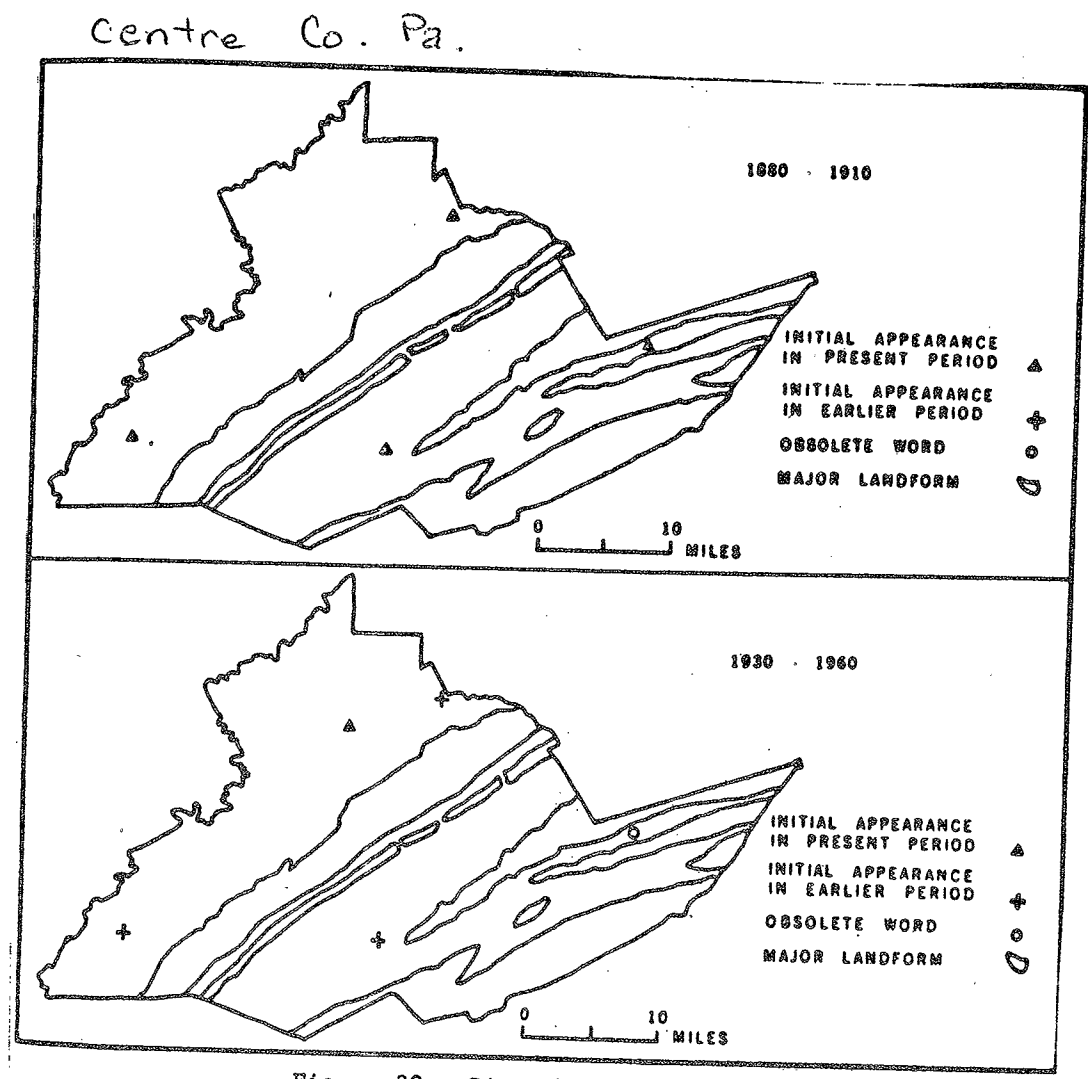 Centre Co. Pa.
1880 - 1910
INITIAL APPEARANCE
IN PRESENT PERIOD
INITIAL APPEARANCE
IN EARLIER PERIOD
OBSOLETE WORD
MAJOR LANDFORM
0 10
MILES
1930 - 1960
INITIAL APPEARANCE
IN PRESENT PERIOD
INITIAL APPEARANCE
IN EARLIER PERIOD
OBSOLETE WORD
MAJOR LANDFORM
0 10
MILES